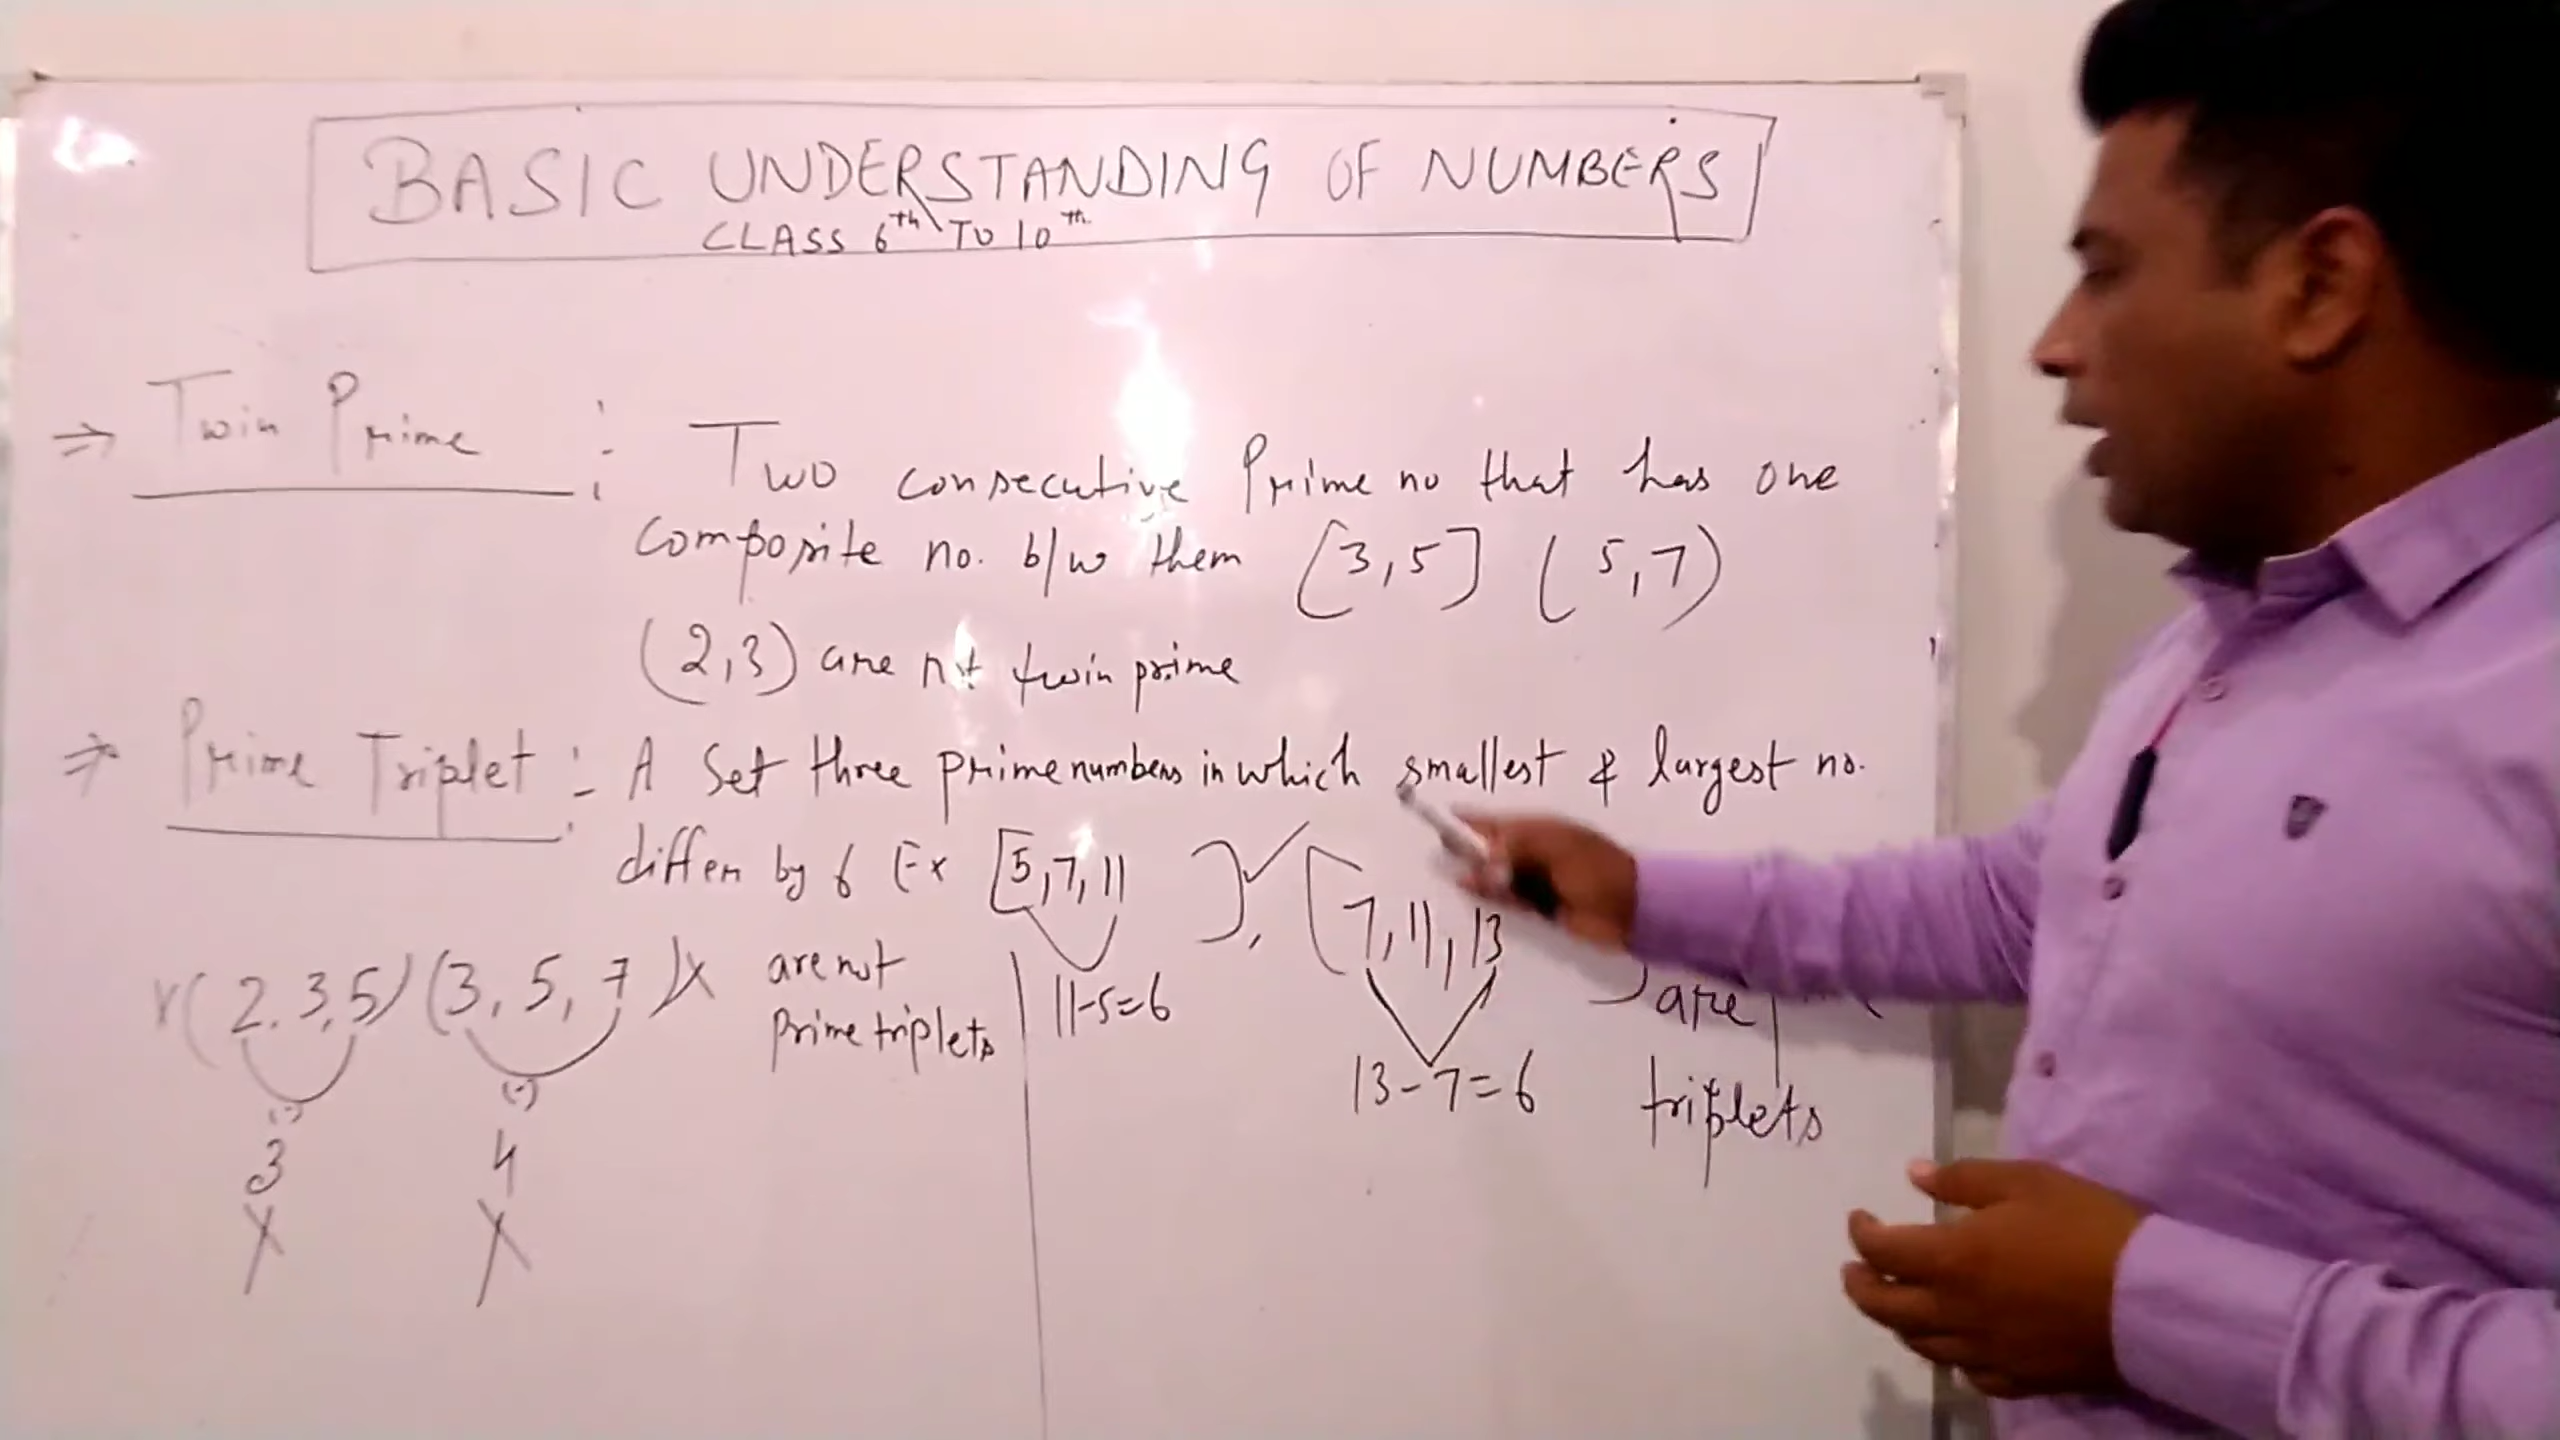 BASIC UNDERSTANDING OF NUMBERS
CLASS 6th TO 10th
⇒ Twin Prime :- Two consecutive Prime no that has one
composite no. b/w them [3,5] (5,7)
(2,3) are not twin prime
⇒ Prime Triplet :- A Set three prime numbers in which smallest & largest no.
differ by 6 Ex [5,7,11 ]✓, [7,11,13 ) are
(2,3,5) (3,5,7)X are not
prime triplets
11-5=6
13-7=6
triplets
(-)
3
X
(-)
4
X